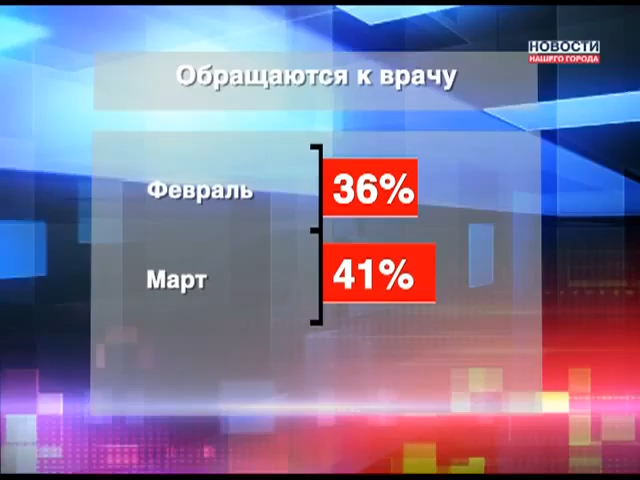 НОВОСТИ
НАШЕГО ГОРОДА
Обращаются к врачу
Февраль 36%
Март 41%